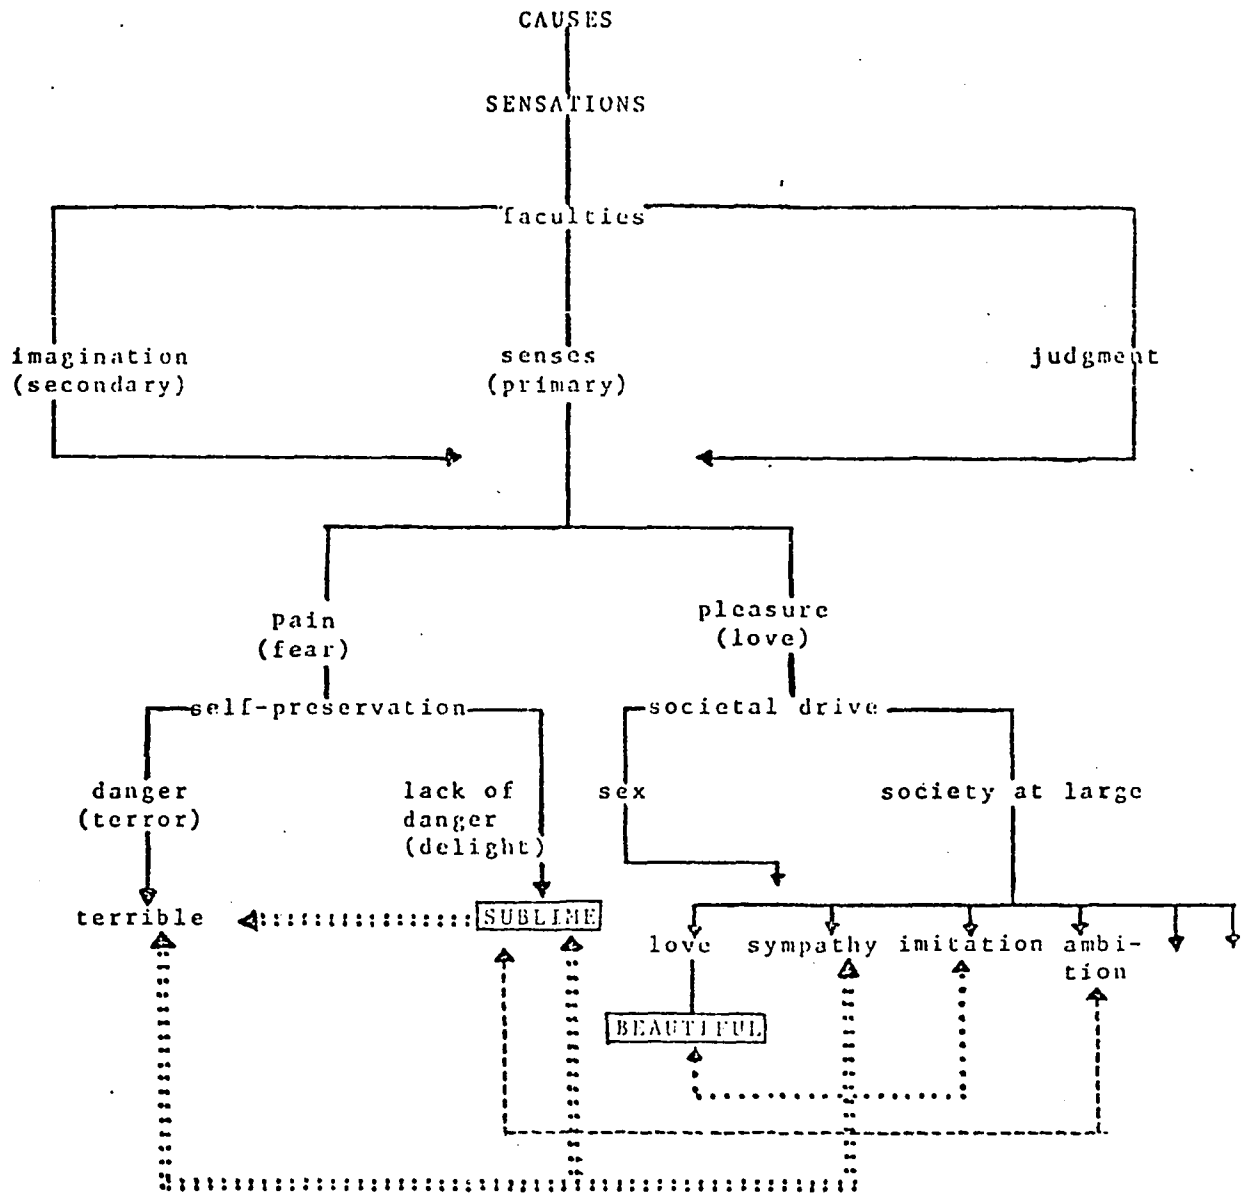 CAUSES
SENSATIONS
faculties
imagination
(secondary)
senses
(primary)
judgment
pain
(fear)
pleasure
(love)
self-preservation
societal drive
danger
(terror)
lack of
danger
(delight)
sex
society at large
terrible
SUBLIME
love
sympathy
imitation
ambi-
tion
BEAUTIFUL